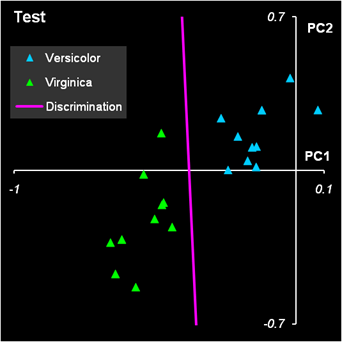 Test
0.7
PC2
Versicolor
Virginica
Discrimination
PC1
-1
0.1
-0.7